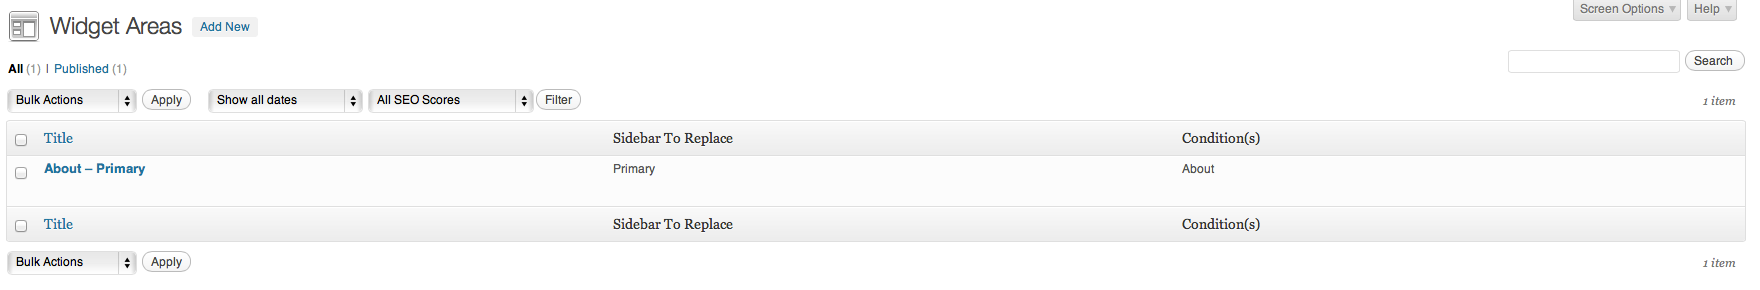 Screen Options Help
Widget Areas Add New
All (1) | Published (1)
Search
Bulk Actions Apply Show all dates All SEO Scores Filter 1 item
Title Sidebar To Replace Condition(s)
About – Primary Primary About
Title Sidebar To Replace Condition(s)
Bulk Actions Apply 1 item